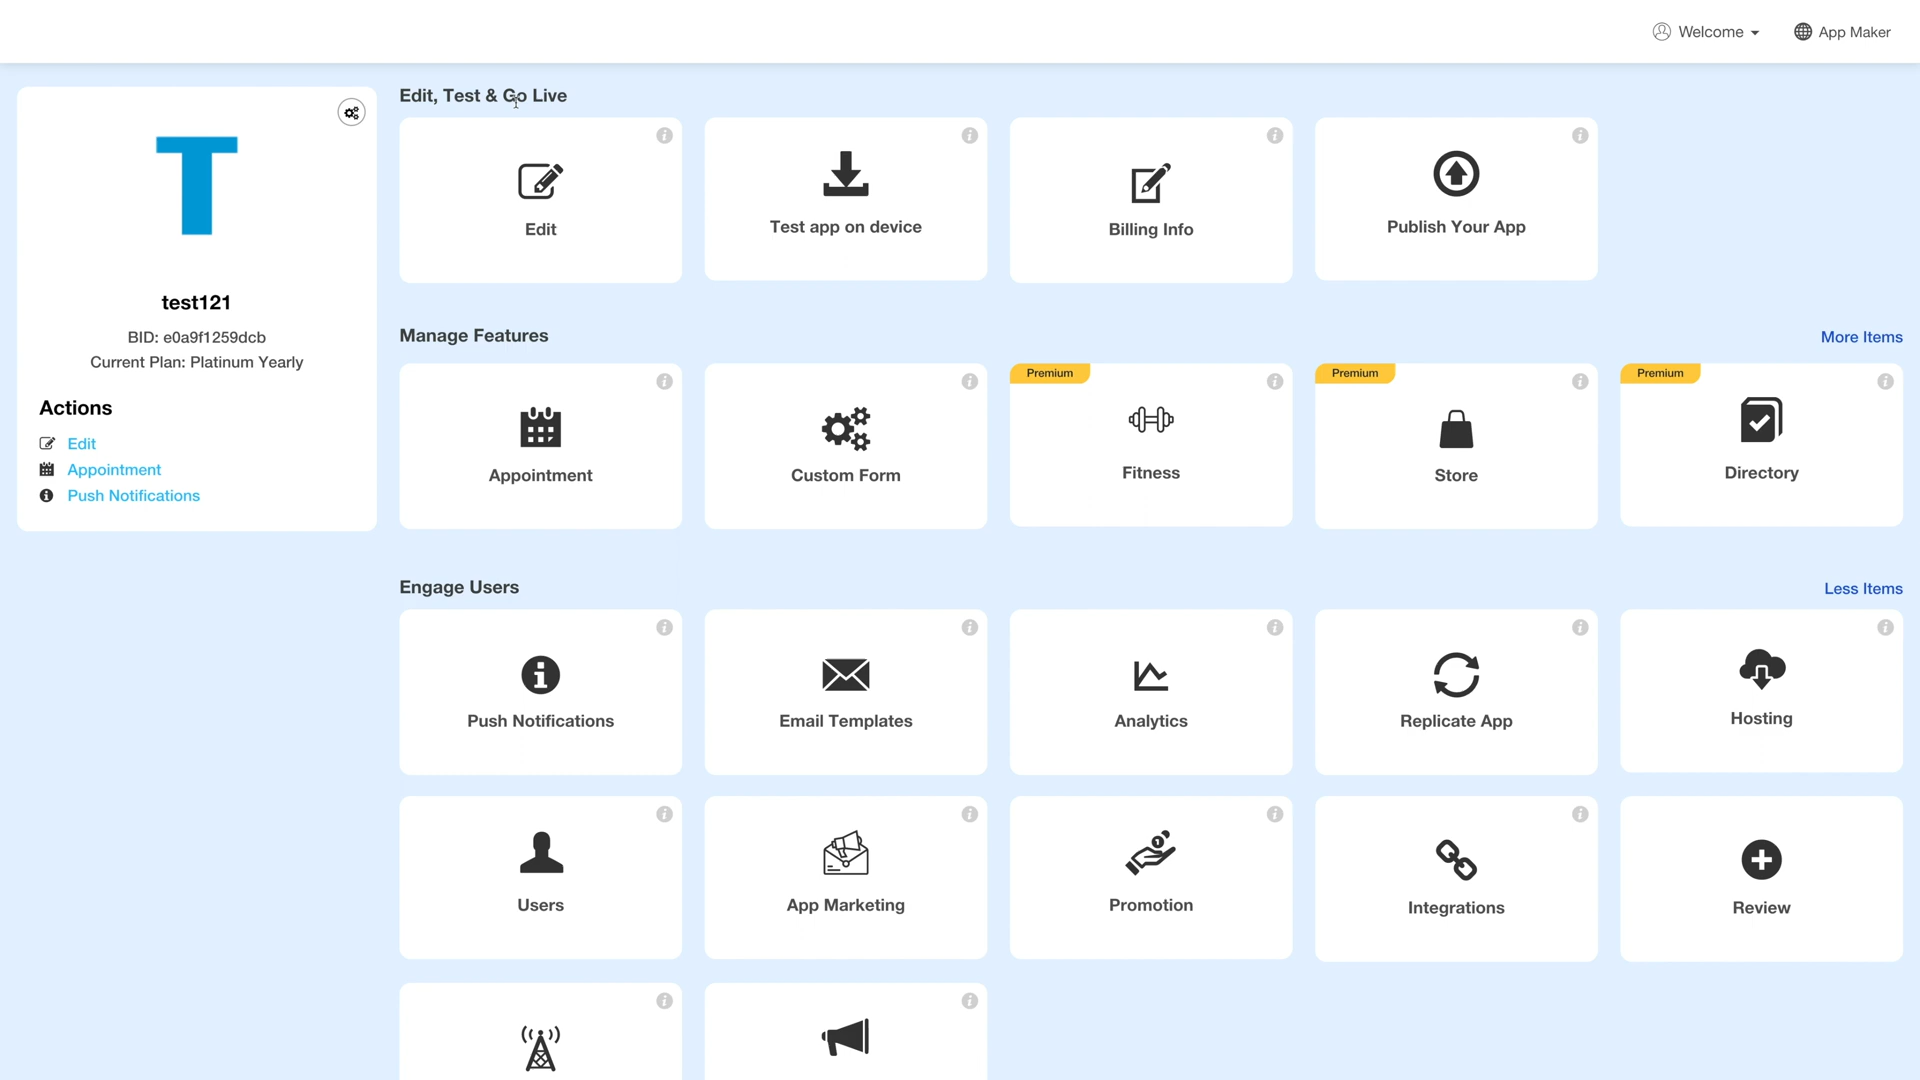 Welcome
App Maker
T
test121
BID: e0a9f1259dcb
Current Plan: Platinum Yearly
Actions
Edit
Appointment
Push Notifications
Edit, Test & Go Live
Edit
Test app on device
Billing Info
Publish Your App
Manage Features
More Items
Appointment
Custom Form
Premium
Fitness
Premium
Store
Premium
Directory
Engage Users
Less Items
Push Notifications
Email Templates
Analytics
Replicate App
Hosting
Users
App Marketing
Promotion
Integrations
Review